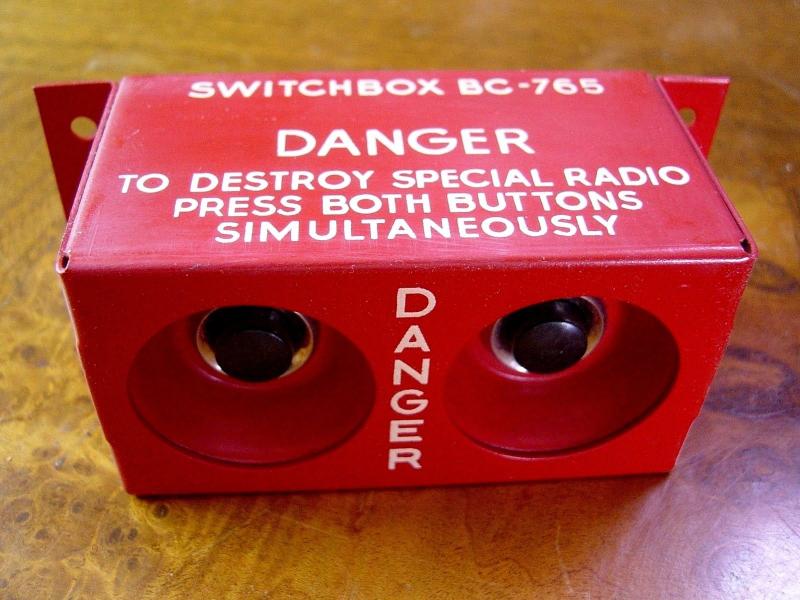 SWITCHBOX BC-765
DANGER
TO DESTROY SPECIAL RADIO
PRESS BOTH BUTTONS
SIMULTANEOUSLY
DANGER